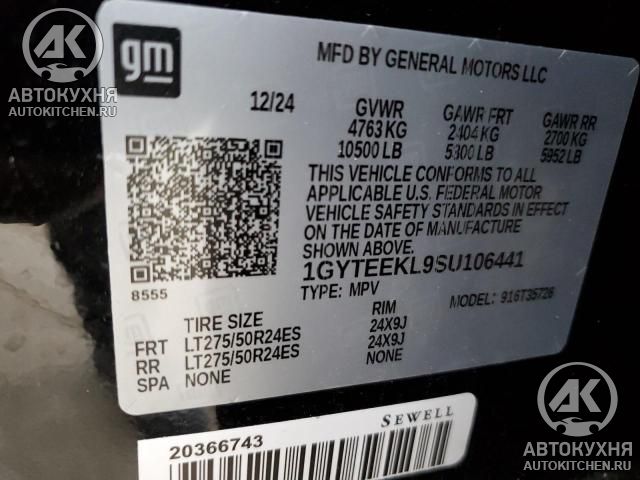 АВТОКУХНЯ
AUTOKITCHEN.RU
gm
MFD BY GENERAL MOTORS LLC
12/24 GVWR GAWR FRT GAWR RR
4763 KG 2404 KG 2700 KG
10500 LB 5300 LB 5952 LB
THIS VEHICLE CONFORMS TO ALL
APPLICABLE U.S. FEDERAL MOTOR
VEHICLE SAFETY STANDARDS IN EFFECT
ON THE DATE OF MANUFACTURE
SHOWN ABOVE.
1GYTEEKL9SU106441
8555
TYPE: MPV MODEL: 916T35726
TIRE SIZE RIM
FRT LT275/50R24ES 24X9J
RR LT275/50R24ES 24X9J
SPA NONE NONE
20366743 SEWELL
АК
АВТОКУХНЯ
AUTOKITCHEN.RU